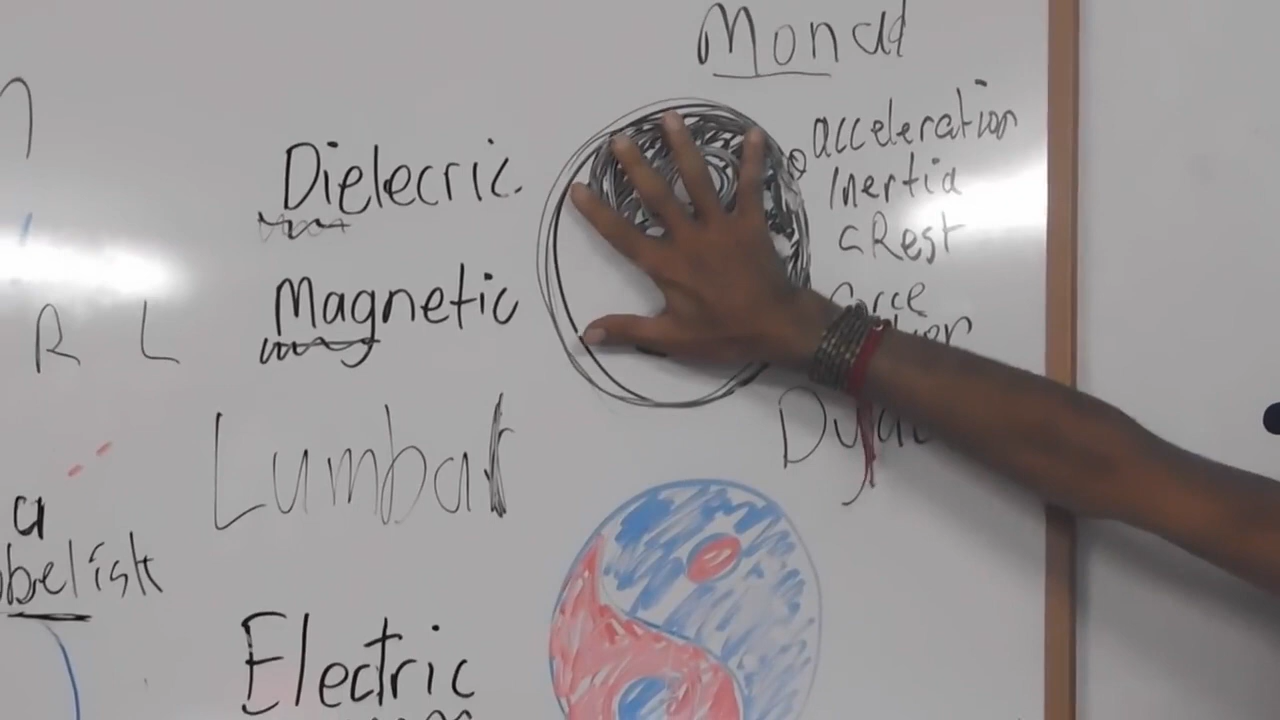 Monad
acceleration
Inertia
cRest
Dielecric.
Magnetic
R L
Lumbar
a
obelisk
Electric